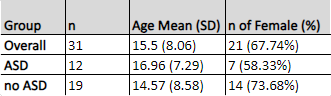 Group n Age Mean (SD) n of Female (%)
Overall 31 15.5 (8.06) 21 (67.74%)
ASD 12 16.96 (7.29) 7 (58.33%)
no ASD 19 14.57 (8.58) 14 (73.68%)